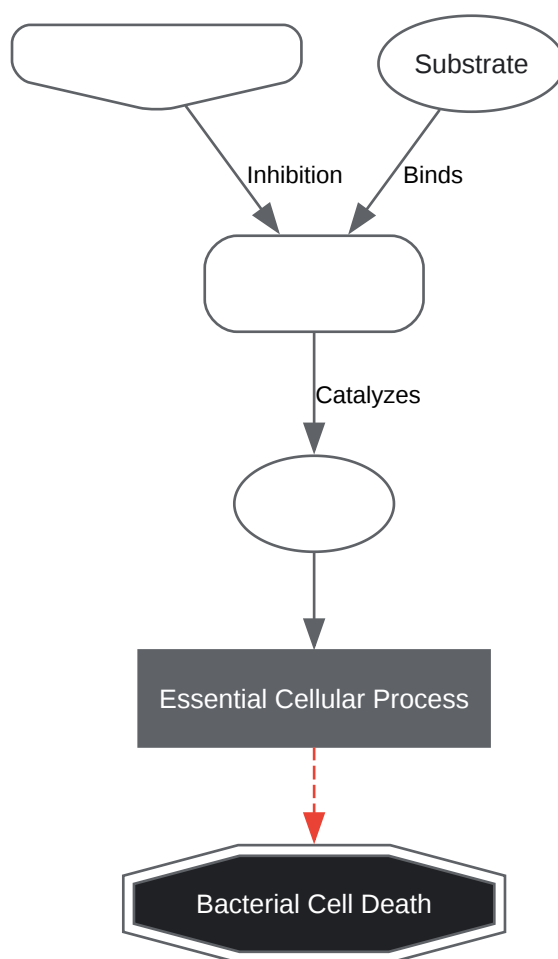 Substrate
Inhibition
Binds
Catalyzes
Essential Cellular Process
Bacterial Cell Death